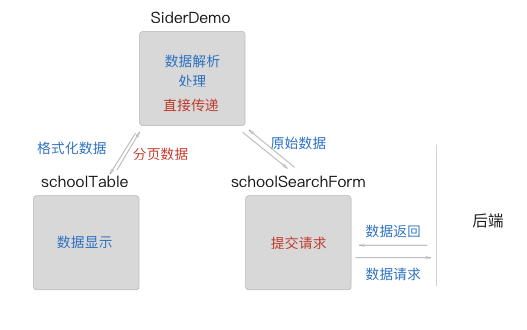 SiderDemo
数据解析
处理
直接传递
格式化数据
分页数据
原始数据
schoolTable
schoolSearchForm
数据显示
提交请求
数据返回
数据请求
后端